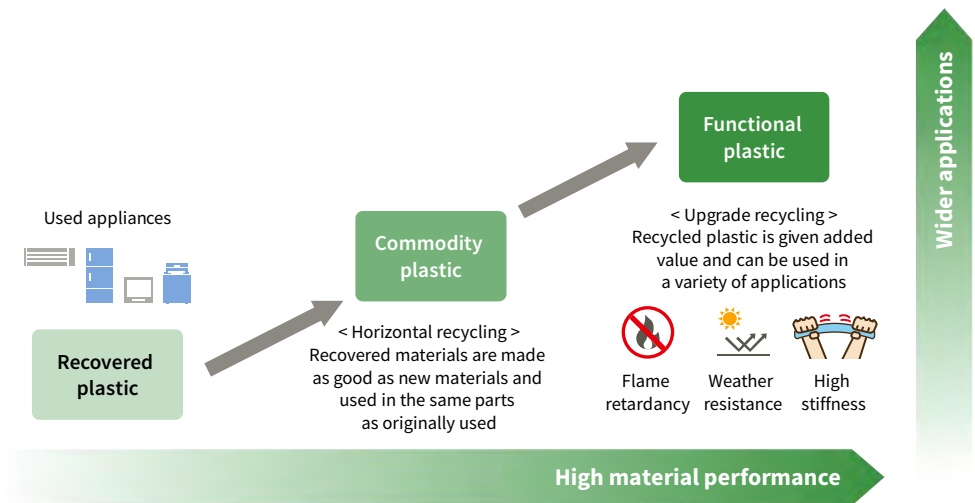 Used appliances
Recovered
plastic
Commodity
plastic
< Horizontal recycling >
Recovered materials are made
as good as new materials and
used in the same parts
as originally used
Functional
plastic
< Upgrade recycling >
Recycled plastic is given added
value and can be used in
a variety of applications
Flame
retardancy
Weather
resistance
High
stiffness
High material performance
Wider applications